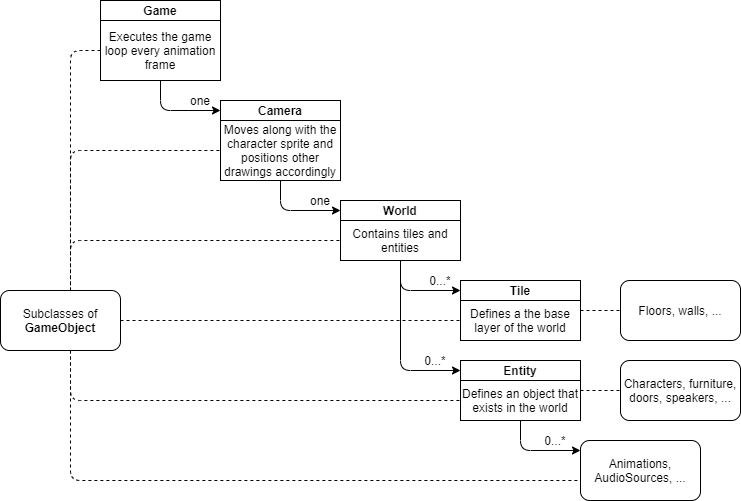 Game
Executes the game
loop every animation
frame
one
Camera
Moves along with the
character sprite and
positions other
drawings accordingly
one
World
Contains tiles and
entities
0...*
Tile
Defines a the base
layer of the world
Floors, walls, ...
Subclasses of
GameObject
0...*
Entity
Defines an object that
exists in the world
Characters, furniture,
doors, speakers, ...
0...*
Animations,
AudioSources, ...